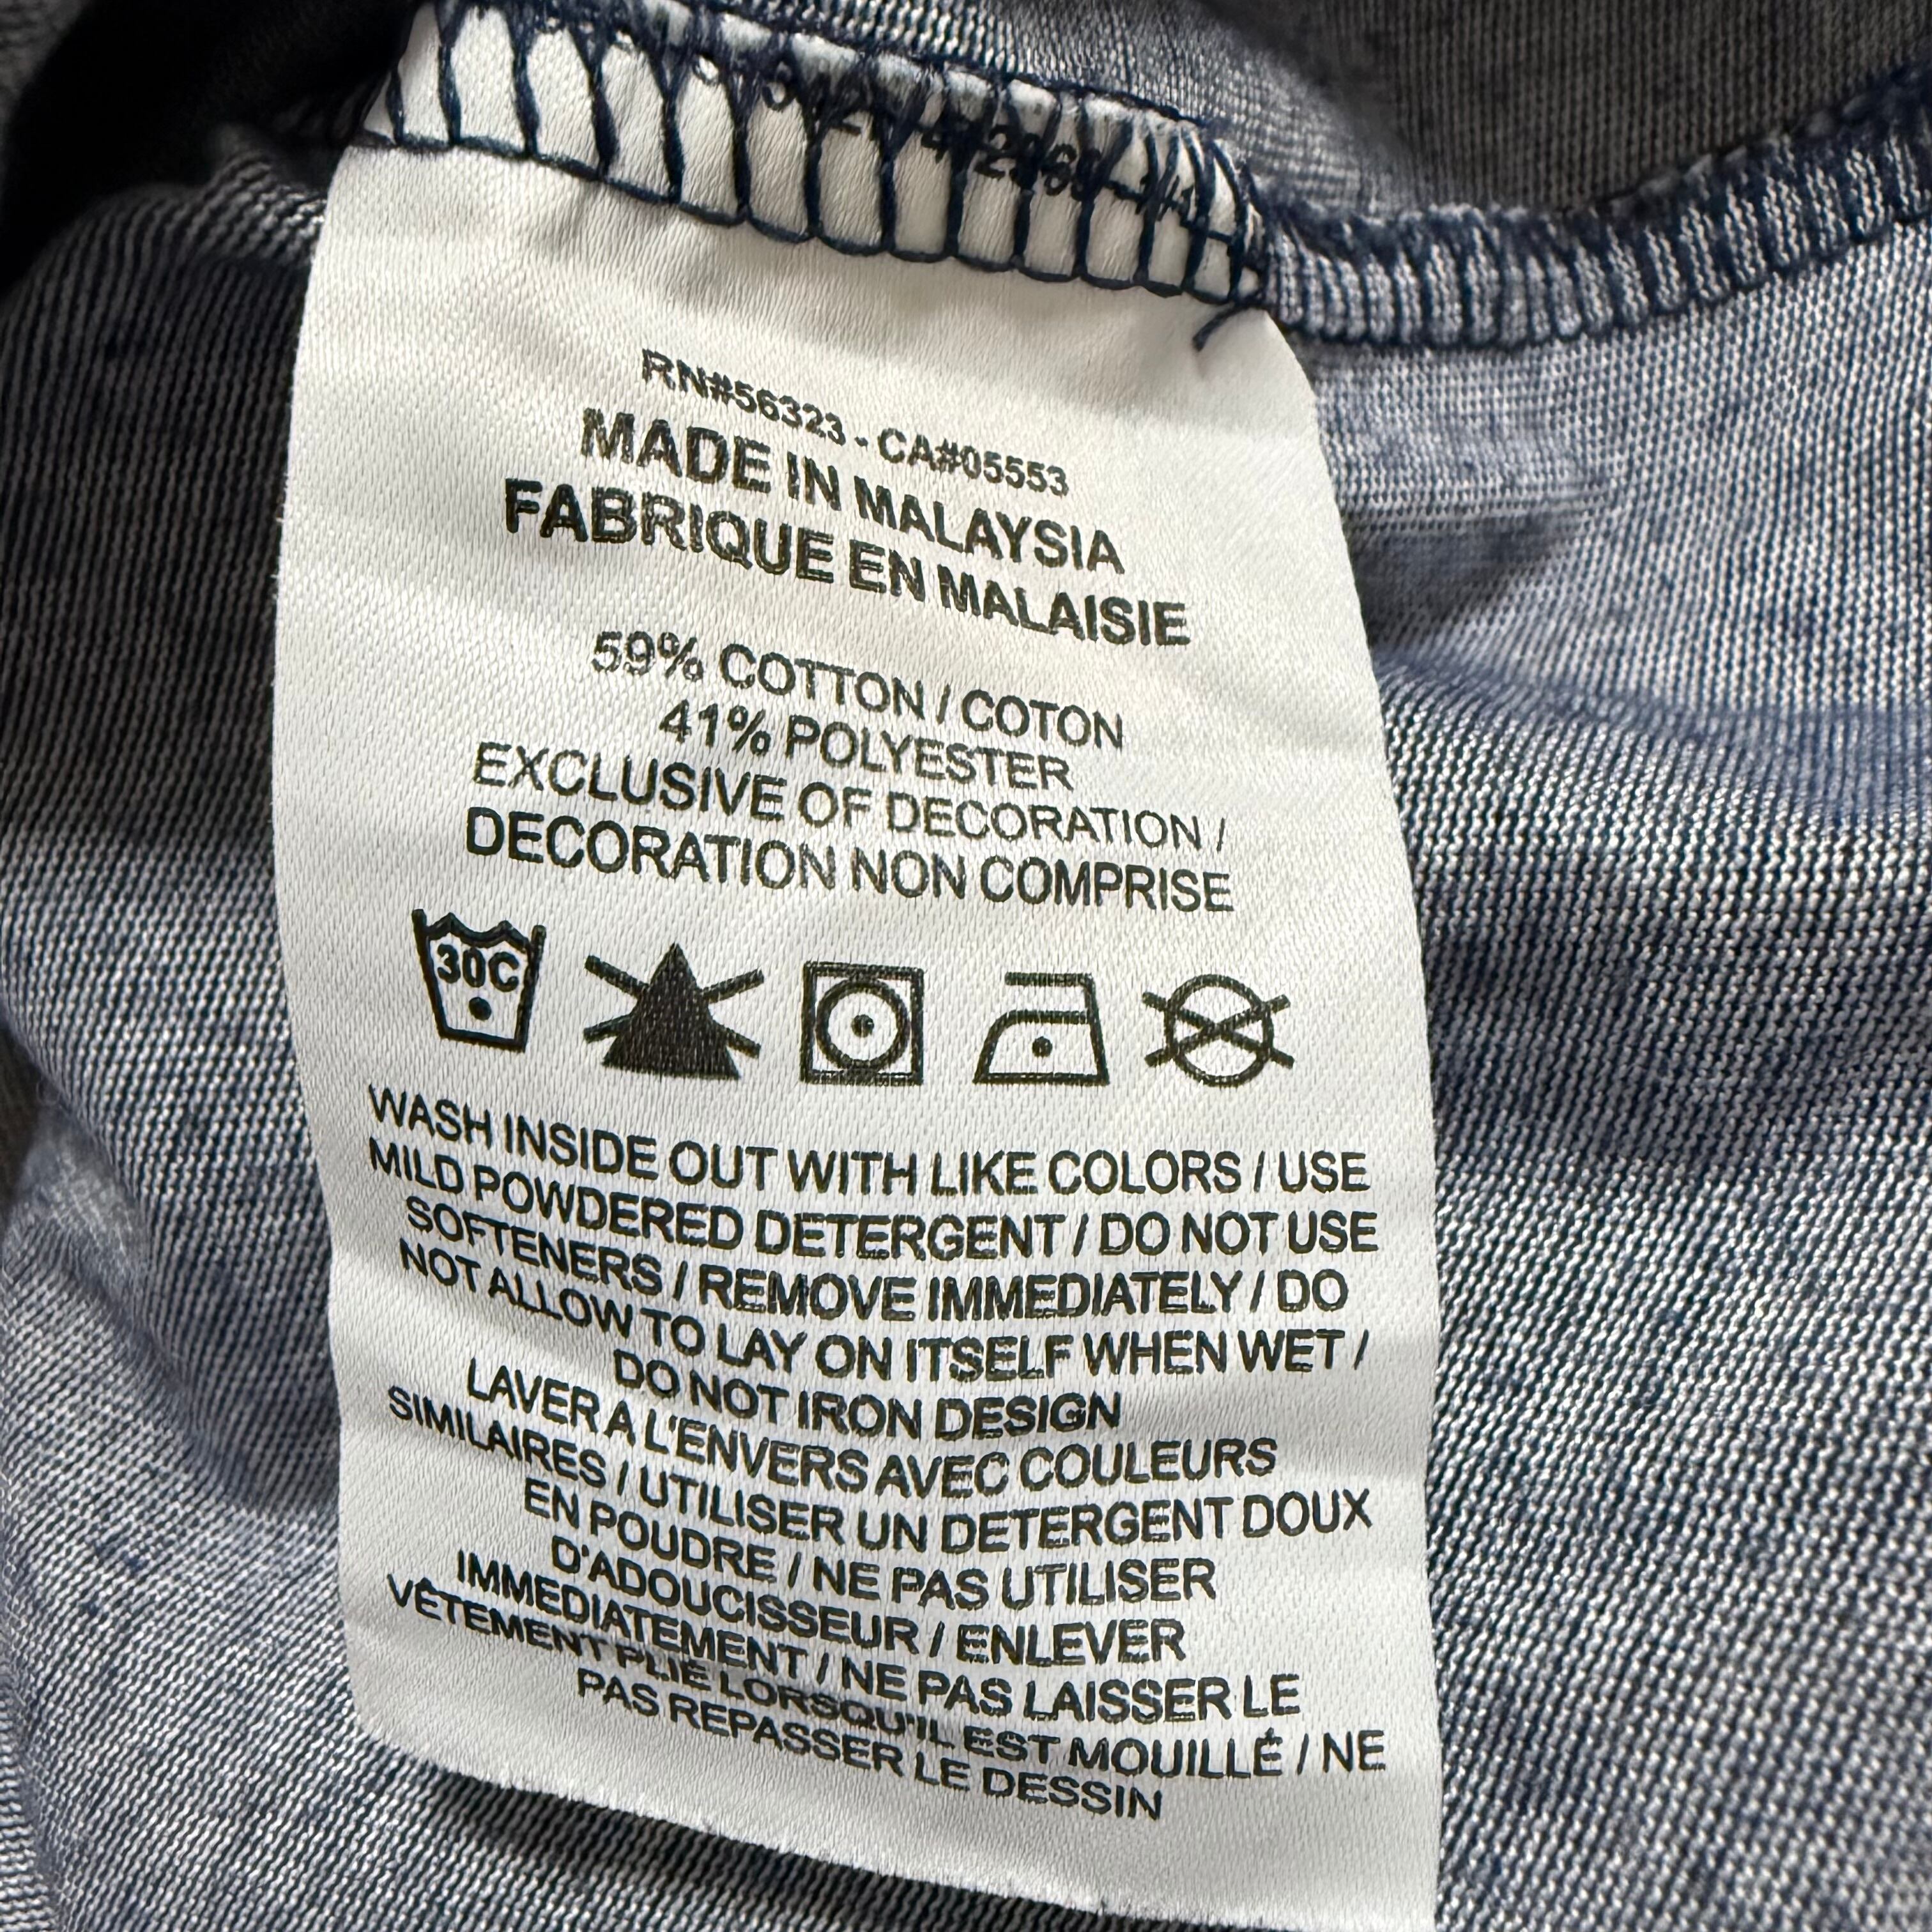 RN#56323 - CA#05553
MADE IN MALAYSIA
FABRIQUE EN MALAISIE
59% COTTON / COTON
41% POLYESTER
EXCLUSIVE OF DECORATION /
DECORATION NON COMPRISE
30C
WASH INSIDE OUT WITH LIKE COLORS / USE
MILD POWDERED DETERGENT / DO NOT USE
SOFTENERS / REMOVE IMMEDIATELY / DO
NOT ALLOW TO LAY ON ITSELF WHEN WET /
DO NOT IRON DESIGN
LAVER A L'ENVERS AVEC COULEURS
SIMILAIRES / UTILISER UN DETERGENT DOUX
EN POUDRE / NE PAS UTILISER
D'ADOUCISSEUR / ENLEVER
IMMEDIATEMENT / NE PAS LAISSER LE
VÊTEMENT PLIÉ LORSQU'IL EST MOUILLÉ / NE
PAS REPASSER LE DESSIN